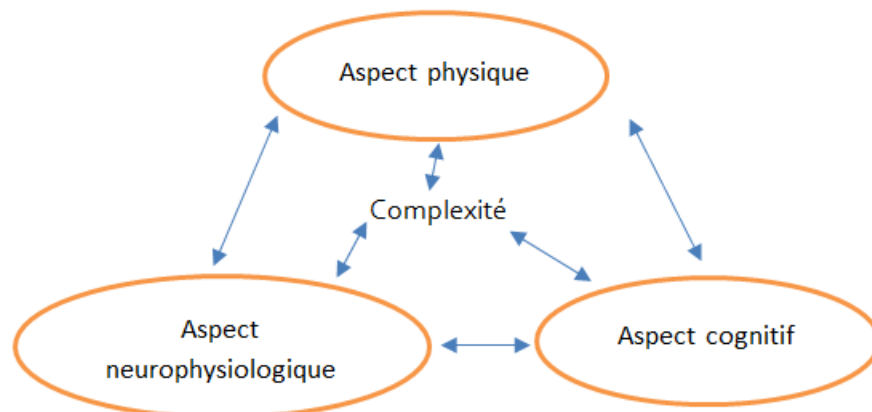 Aspect physique
Complexité
Aspect
neurophysiologique
Aspect cognitif